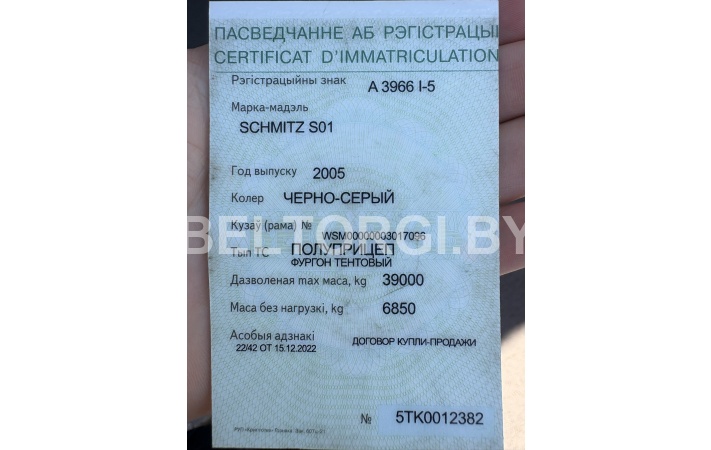 ПАСВЕДЧАННЕ АБ РЭГІСТРАЦЫІ
CERTIFICAT D'IMMATRICULATION
Рэгістрацыйны знак A 3966 I-5
Марка-мадэль
SCHMITZ S01
Год выпуску 2005
Колер ЧЕРНО-СЕРЫЙ
Кузаў (рама) № WSM00000003017096
BELTORGI.BY
Тып ТС ПОЛУПРИЦЕП
ФУРГОН ТЕНТОВЫЙ
Дазволеная max маса, kg 39000
Маса без нагрузкі, kg 6850
Асобыя адзнакі ДОГОВОР КУПЛИ-ПРОДАЖИ
22/42 ОТ 15.12.2022
№ 5TK0012382